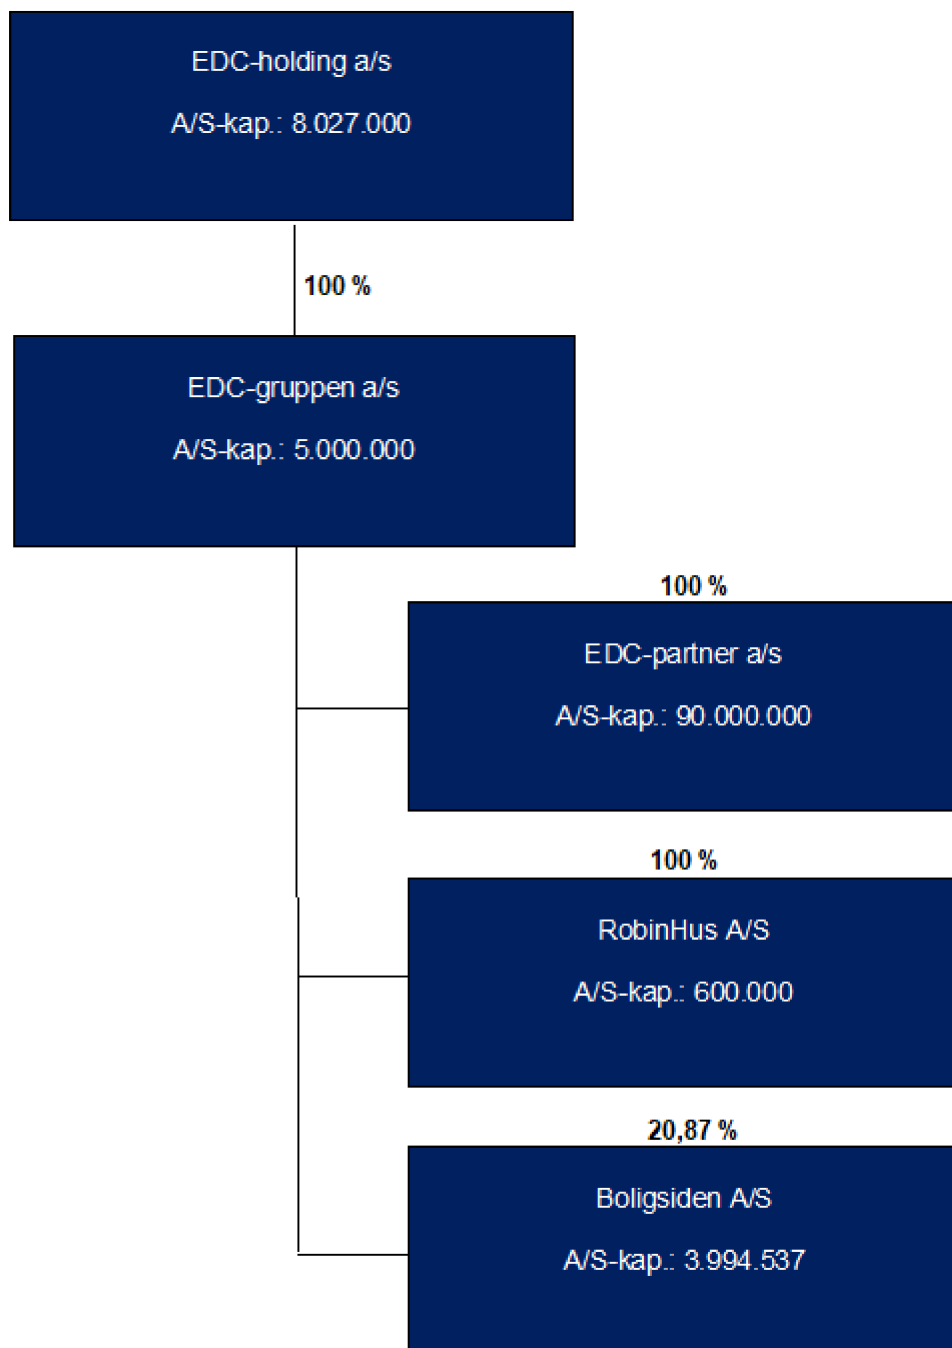 EDC-holding a/s
A/S-kap.: 8.027.000
100 %
EDC-gruppen a/s
A/S-kap.: 5.000.000
100 %
EDC-partner a/s
A/S-kap.: 90.000.000
100 %
RobinHus A/S
A/S-kap.: 600.000
20,87 %
Boligsiden A/S
A/S-kap.: 3.994.537